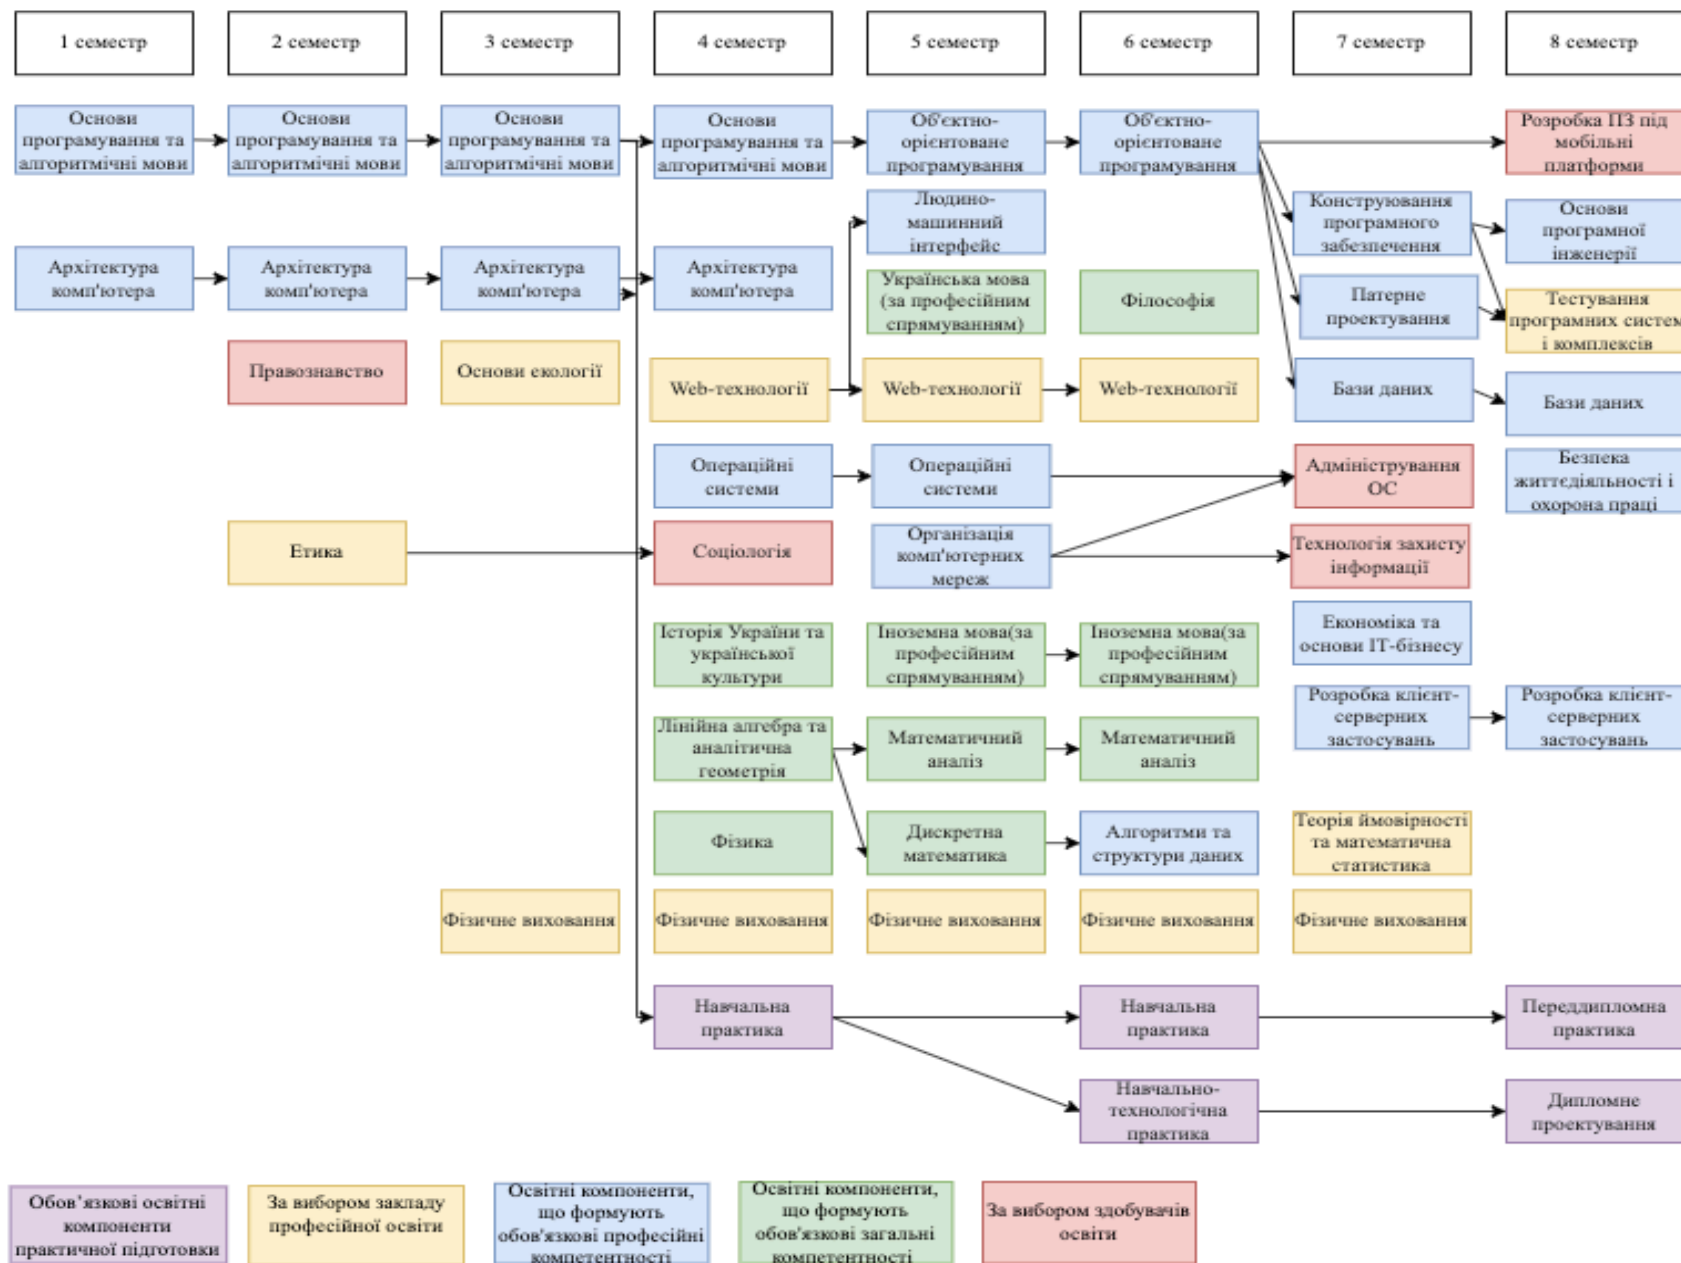 1 семестр
2 семестр
3 семестр
4 семестр
5 семестр
6 семестр
7 семестр
8 семестр
Основи
програмування та
алгоритмічні мови
Основи
програмування та
алгоритмічні мови
Основи
програмування та
алгоритмічні мови
Основи
програмування та
алгоритмічні мови
Об'єктно-
орієнтоване
програмування
Об'єктно-
орієнтоване
програмування
Розробка ПЗ під
мобільні
платформи
Людино-
машинний
інтерфейс
Конструювання
програмного
забезпечення
Основи
програмної
інженерії
Архітектура
комп'ютера
Архітектура
комп'ютера
Архітектура
комп'ютера
Архітектура
комп'ютера
Українська мова
(за професійним
спрямуванням)
Філософія
Патерне
проектування
Тестування
програмних систем
і комплексів
Правознавство
Основи екології
Web-технології
Web-технології
Web-технології
Бази даних
Бази даних
Операційні
системи
Операційні
системи
Адміністрування
ОС
Безпека
життєдіяльності і
охорона праці
Етика
Соціологія
Організація
комп'ютерних
мереж
Технологія захисту
інформації
Історія України та
української
культури
Іноземна мова(за
професійним
спрямуванням)
Іноземна мова(за
професійним
спрямуванням)
Економіка та
основи ІТ-бізнесу
Лінійна алгебра та
аналітична
геометрія
Математичний
аналіз
Математичний
аналіз
Розробка клієнт-
серверних
застосувань
Розробка клієнт-
серверних
застосувань
Фізика
Дискретна
математика
Алгоритми та
структури даних
Теорія ймовірності
та математична
статистика
Фізичне виховання
Фізичне виховання
Фізичне виховання
Фізичне виховання
Фізичне виховання
Навчальна
практика
Навчальна
практика
Переддипломна
практика
Навчально-
технологічна
практика
Дипломне
проектування
Обов’язкові освітні
компоненти
практичної підготовки
За вибором закладу
професійної освіти
Освітні компоненти,
що формують
обов'язкові професійні
компетентності
Освітні компоненти,
що формують
обов'язкові загальні
компетентності
За вибором здобувачів
освіти